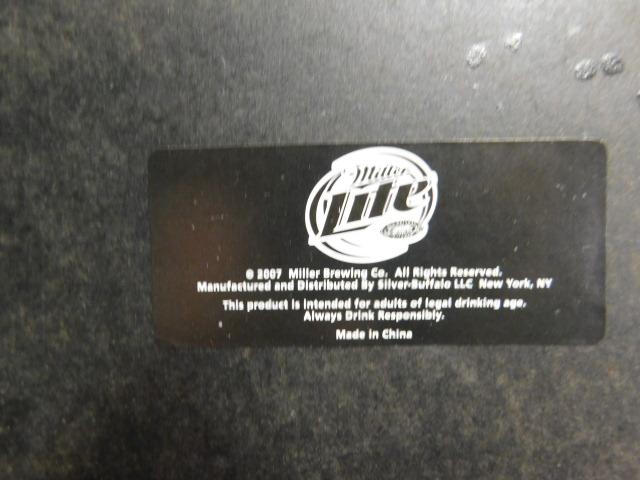 Miller
Lite
© 2007 Miller Brewing Co. All Rights Reserved.
Manufactured and Distributed by Silver-Buffalo LLC New York, NY
This product is intended for adults of legal drinking age.
Always Drink Responsibly.
Made in China